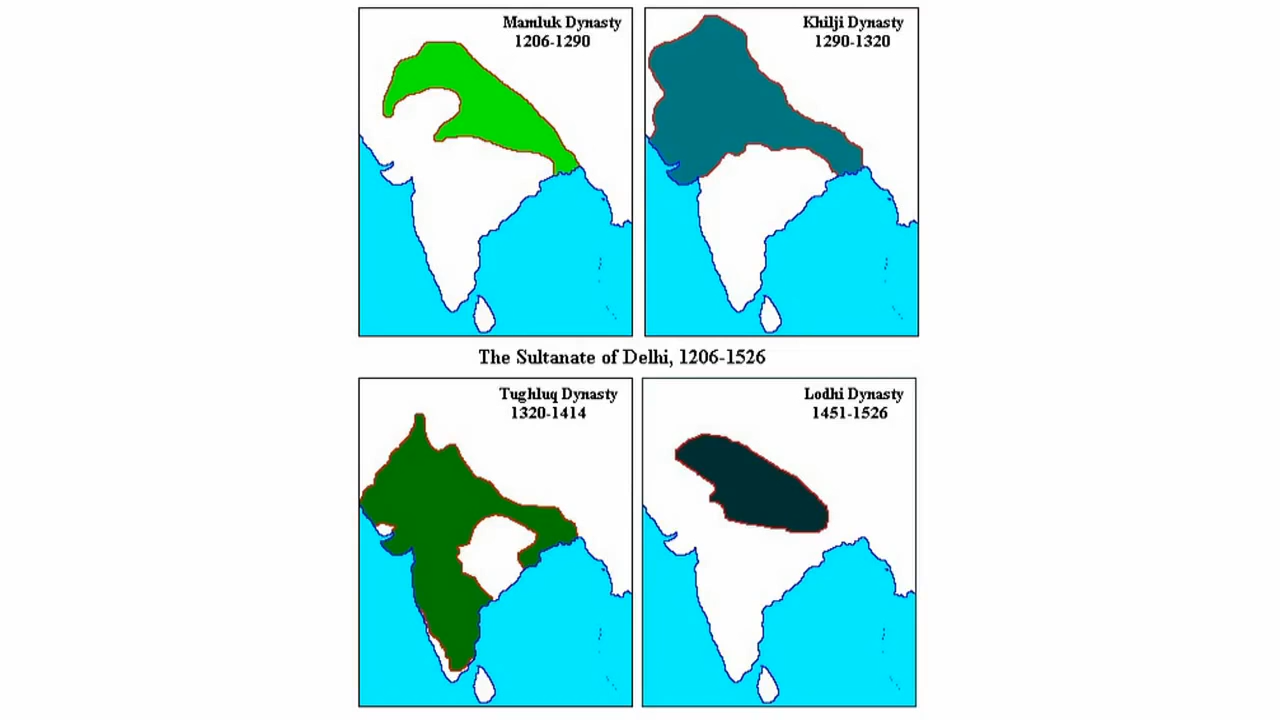 Mamluk Dynasty
1206-1290
Khilji Dynasty
1290-1320
The Sultanate of Delhi, 1206-1526
Tughluq Dynasty
1320-1414
Lodhi Dynasty
1451-1526